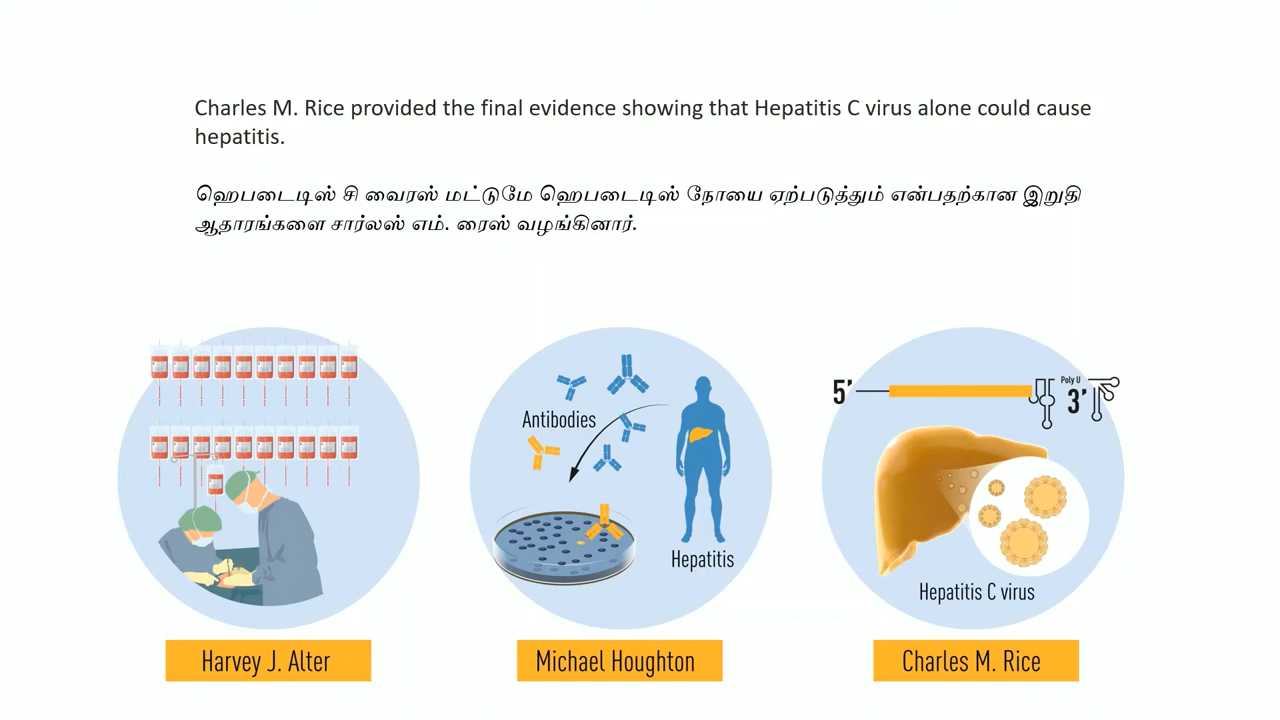 Charles M. Rice provided the final evidence showing that Hepatitis C virus alone could cause
hepatitis.
ஹெபடைடிஸ் சி வைரஸ் மட்டுமே ஹெபடைடிஸ் நோயை ஏற்படுத்தும் என்பதற்கான இறுதி
ஆதாரங்களை சார்லஸ் எம். ரைஸ் வழங்கினார்.
Antibodies
Hepatitis
5'
Poly U
3'
Hepatitis C virus
Harvey J. Alter
Michael Houghton
Charles M. Rice